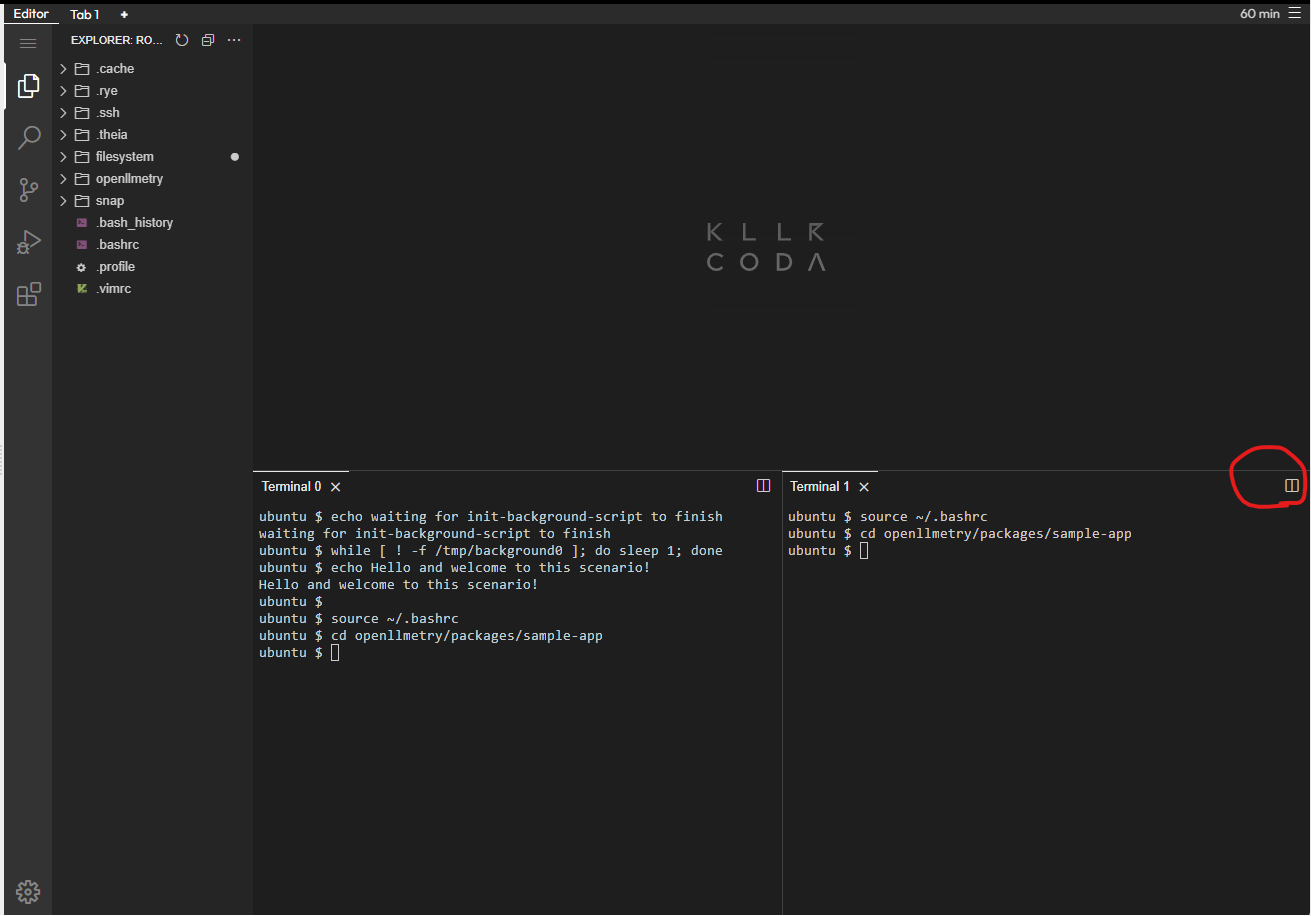 Editor Tab 1 + 60 min
EXPLORER: RO...
.cache
.rye
.ssh
.theia
filesystem
openllmetry
snap
.bash_history
.bashrc
.profile
.vimrc
KLLR
CODA
Terminal 0
ubuntu $ echo waiting for init-background-script to finish
waiting for init-background-script to finish
ubuntu $ while [ ! -f /tmp/background0 ]; do sleep 1; done
ubuntu $ echo Hello and welcome to this scenario!
Hello and welcome to this scenario!
ubuntu $
ubuntu $ source ~/.bashrc
ubuntu $ cd openllmetry/packages/sample-app
ubuntu $
Terminal 1
ubuntu $ source ~/.bashrc
ubuntu $ cd openllmetry/packages/sample-app
ubuntu $